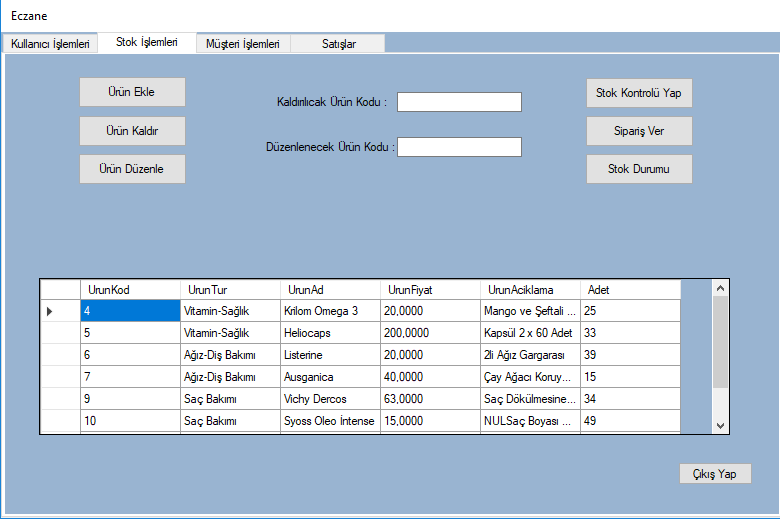 Eczane
Kullanıcı İşlemleri Stok İşlemleri Müşteri İşlemleri Satışlar
Ürün Ekle
Ürün Kaldır
Ürün Düzenle
Kaldırılıcak Ürün Kodu :
Düzenlenecek Ürün Kodu :
Stok Kontrolü Yap
Sipariş Ver
Stok Durumu
UrunKod UrunTur UrunAd UrunFiyat UrunAciklama Adet
4 Vitamin-Sağlık Krilom Omega 3 20,0000 Mango ve Şeftali ... 25
5 Vitamin-Sağlık Heliocaps 200,0000 Kapsül 2 x 60 Adet 33
6 Ağız-Diş Bakımı Listerine 20,0000 2li Ağız Gargarası 39
7 Ağız-Diş Bakımı Ausganica 40,0000 Çay Ağacı Koruy... 15
9 Saç Bakımı Vichy Dercos 63,0000 Saç Dökülmesine... 34
10 Saç Bakımı Syoss Oleo İntense 15,0000 NULSaç Boyası ... 49
Çıkış Yap